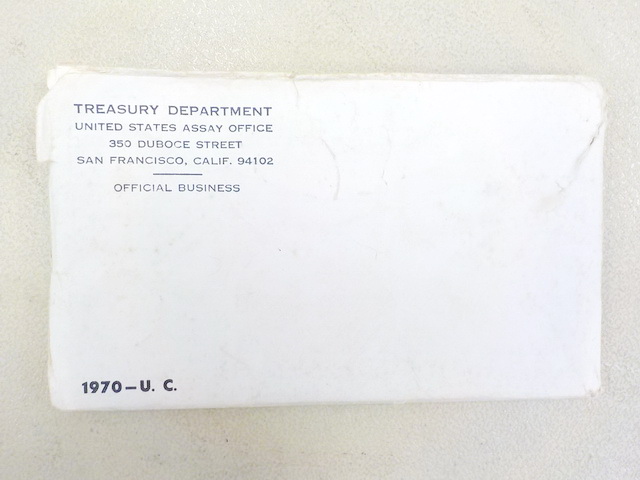 TREASURY DEPARTMENT
UNITED STATES ASSAY OFFICE
350 DUBOCE STREET
SAN FRANCISCO, CALIF. 94102
OFFICIAL BUSINESS
1970–U. C.